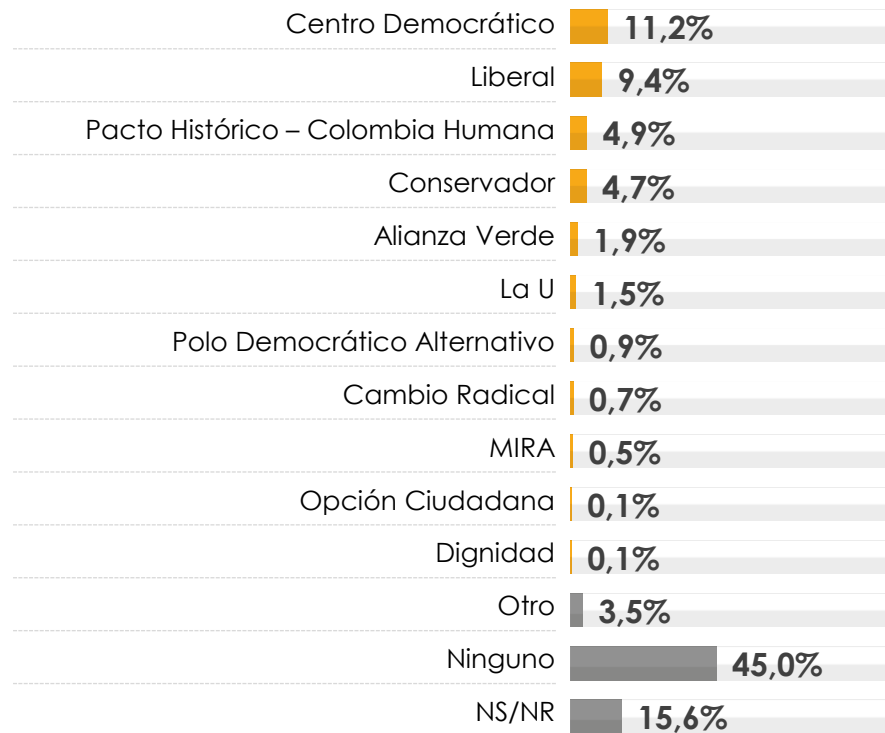 Centro Democrático 11,2%
Liberal 9,4%
Pacto Histórico – Colombia Humana 4,9%
Conservador 4,7%
Alianza Verde 1,9%
La U 1,5%
Polo Democrático Alternativo 0,9%
Cambio Radical 0,7%
MIRA 0,5%
Opción Ciudadana 0,1%
Dignidad 0,1%
Otro 3,5%
Ninguno 45,0%
NS/NR 15,6%